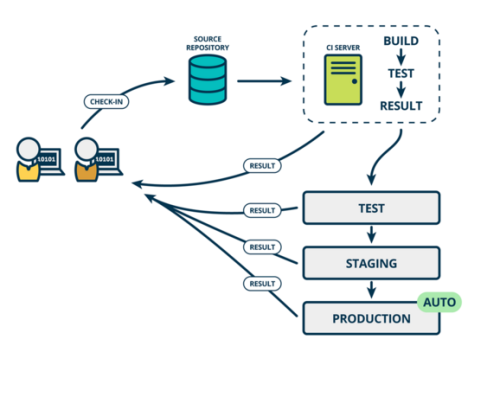 SOURCE
REPOSITORY
CI SERVER
BUILD
TEST
RESULT
CHECK-IN
10101
10101
RESULT
TEST
RESULT
RESULT
STAGING
RESULT
AUTO
PRODUCTION